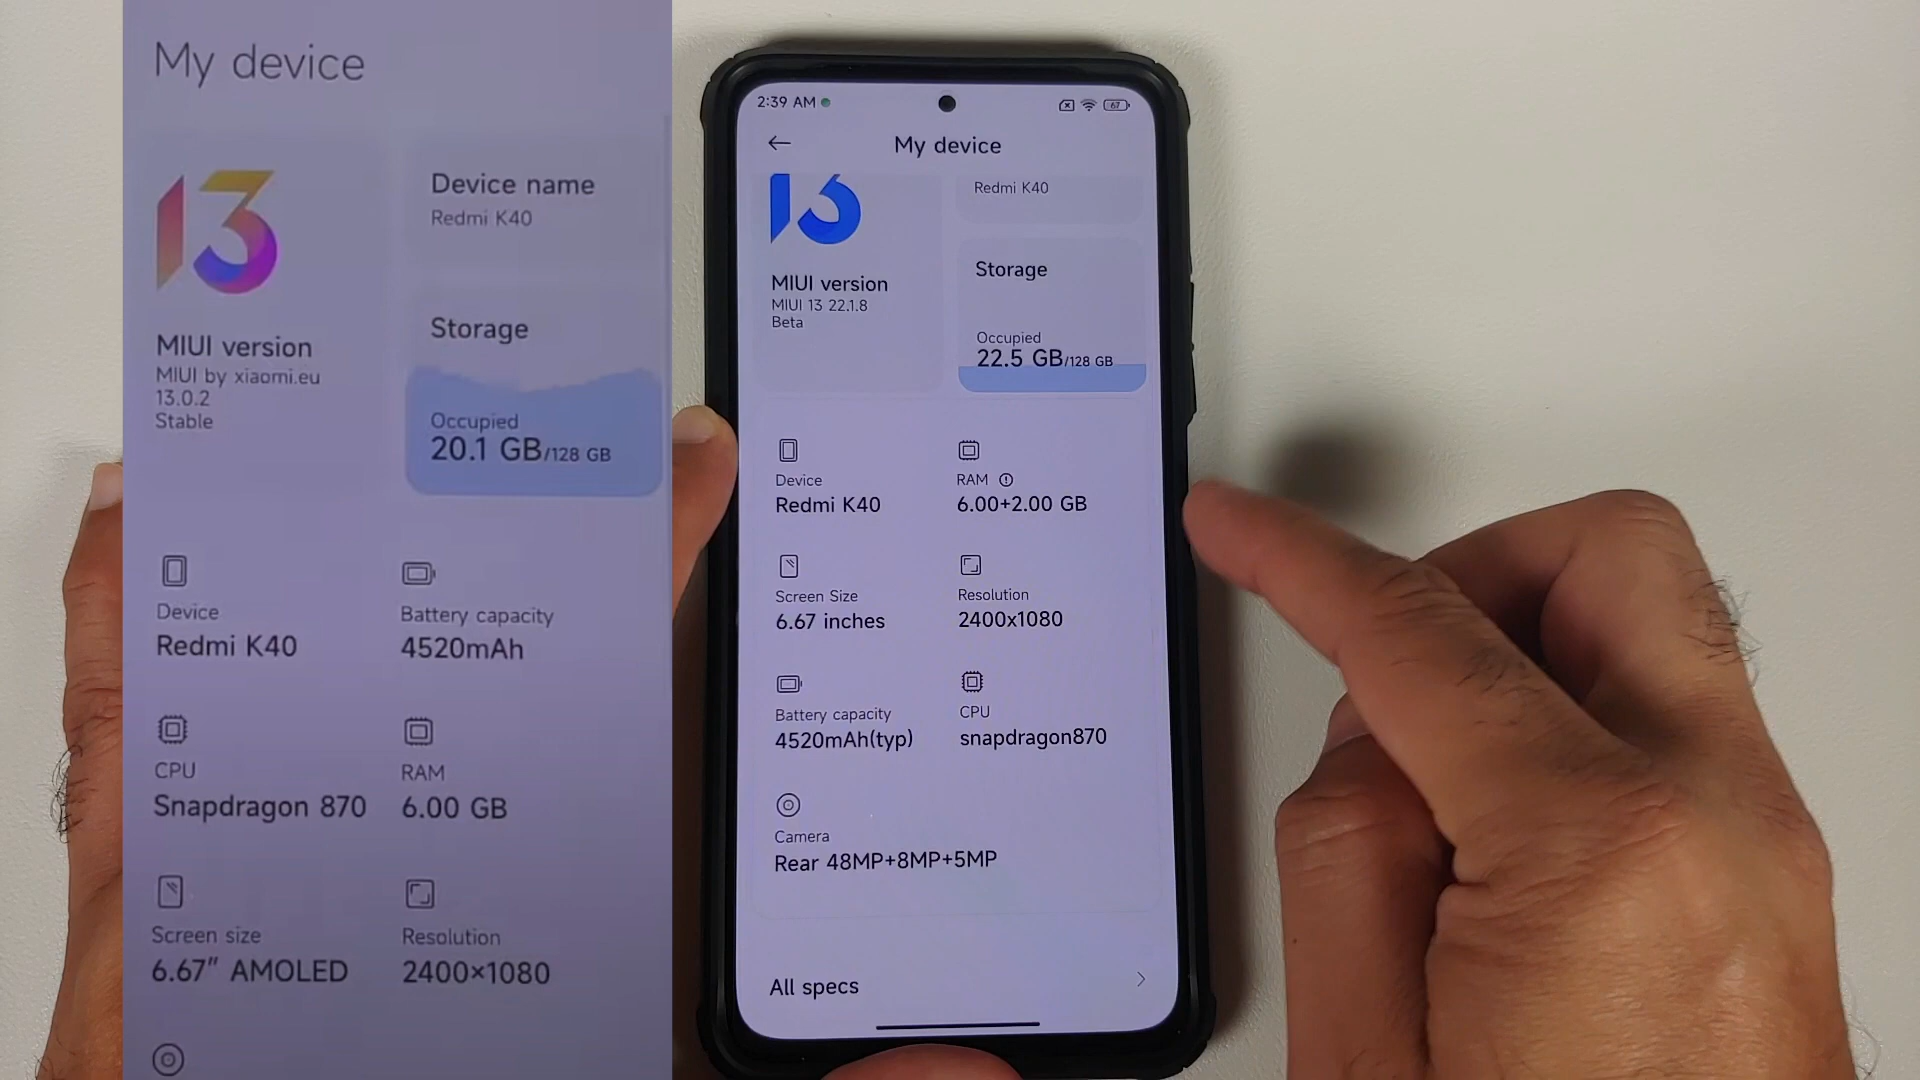 My device
13
Device name
Redmi K40
MIUI version
MIUI by xiaomi.eu
13.0.2
Stable
Storage
Occupied
20.1 GB/128 GB
Device
Redmi K40
Battery capacity
4520mAh
CPU
Snapdragon 870
RAM
6.00 GB
Screen size
6.67" AMOLED
Resolution
2400×1080
2:39 AM
67
My device
13
Redmi K40
MIUI version
MIUI 13 22.1.8
Beta
Storage
Occupied
22.5 GB/128 GB
Device
Redmi K40
RAM
6.00+2.00 GB
Screen Size
6.67 inches
Resolution
2400x1080
Battery capacity
4520mAh(typ)
CPU
snapdragon870
Camera
Rear 48MP+8MP+5MP
All specs